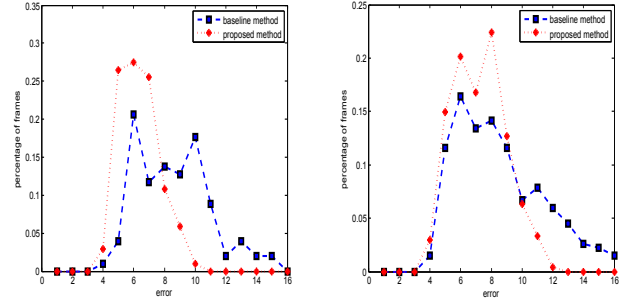 0.35
0.3
0.25
0.2
0.15
0.1
0.05
0
0 2 4 6 8 10 12 14 16
percentage of frames
error
baseline method
proposed method
0.25
0.2
0.15
0.1
0.05
0
0 2 4 6 8 10 12 14 16
percentage of frames
error
baseline method
proposed method